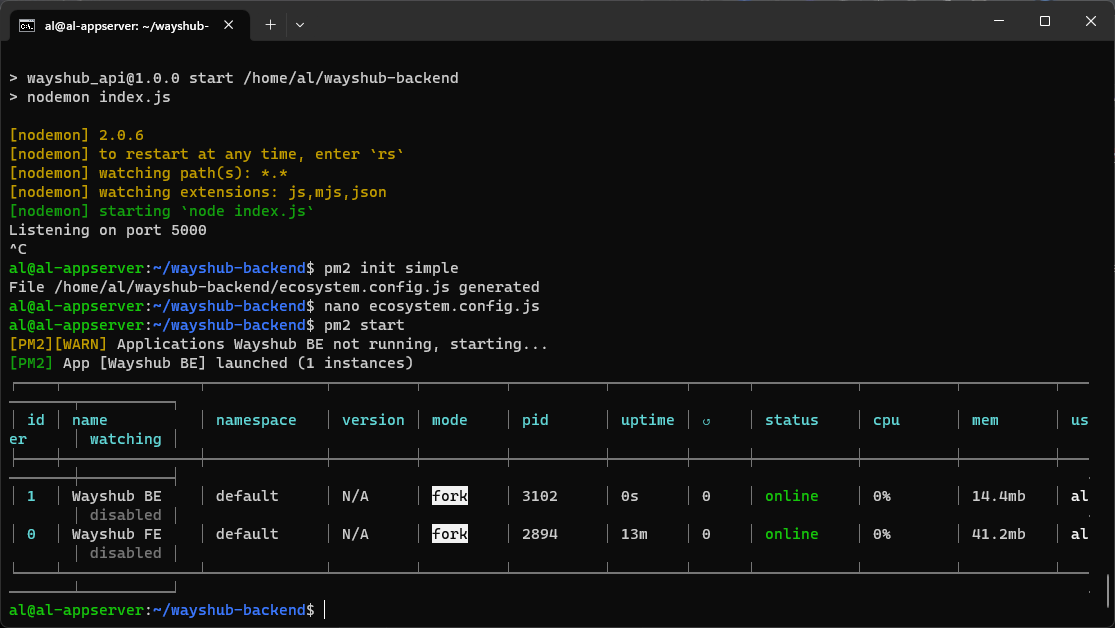 al@al-appserver: ~/wayshub-
> wayshub_api@1.0.0 start /home/al/wayshub-backend
> nodemon index.js
[nodemon] 2.0.6
[nodemon] to restart at any time, enter `rs`
[nodemon] watching path(s): *.*
[nodemon] watching extensions: js,mjs,json
[nodemon] starting `node index.js`
Listening on port 5000
^C
al@al-appserver:~/wayshub-backend$ pm2 init simple
File /home/al/wayshub-backend/ecosystem.config.js generated
al@al-appserver:~/wayshub-backend$ nano ecosystem.config.js
al@al-appserver:~/wayshub-backend$ pm2 start
[PM2][WARN] Applications Wayshub BE not running, starting...
[PM2] App [Wayshub BE] launched (1 instances)
│ id │ name │ namespace │ version │ mode │ pid │ uptime │ ↺ │ status │ cpu │ mem │ us
er │ watching │
│ 1 │ Wayshub BE │ default │ N/A │ fork │ 3102 │ 0s │ 0 │ online │ 0% │ 14.4mb │ al
│ disabled │
│ 0 │ Wayshub FE │ default │ N/A │ fork │ 2894 │ 13m │ 0 │ online │ 0% │ 41.2mb │ al
│ disabled │
al@al-appserver:~/wayshub-backend$